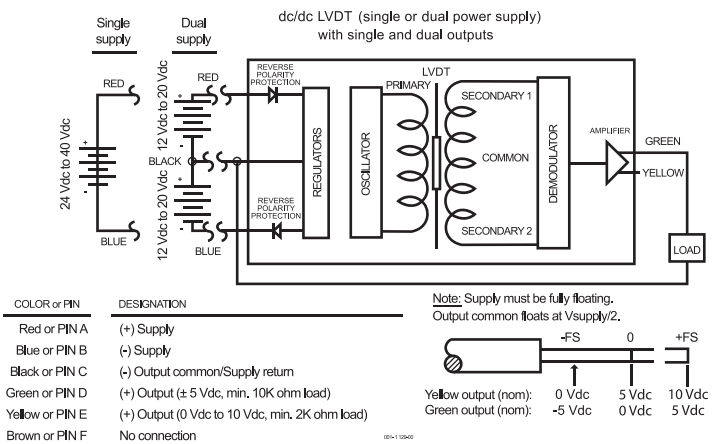 dc/dc LVDT (single or dual power supply)
with single and dual outputs
Single
supply
Dual
supply
RED
RED
24 Vdc to 40 Vdc
12 Vdc to 20 Vdc
12 Vdc to 20 Vdc
BLACK
BLUE
BLUE
REVERSE
POLARITY
PROTECTION
REVERSE
POLARITY
PROTECTION
REGULATORS
OSCILLATOR
LVDT
PRIMARY
SECONDARY 1
COMMON
SECONDARY 2
DEMODULATOR
AMPLIFIER
GREEN
YELLOW
LOAD
COLOR or PIN DESIGNATION
Red or PIN A (+) Supply
Blue or PIN B (-) Supply
Black or PIN C (-) Output common/Supply return
Green or PIN D (+) Output (± 5 Vdc, min. 10K ohm load)
Yellow or PIN E (+) Output (0 Vdc to 10 Vdc, min. 2K ohm load)
Brown or PIN F No connection
Note: Supply must be fully floating.
Output common floats at Vsupply/2.
-FS 0 +FS
Yellow output (nom): 0 Vdc 5 Vdc 10 Vdc
Green output (nom): -5 Vdc 0 Vdc 5 Vdc